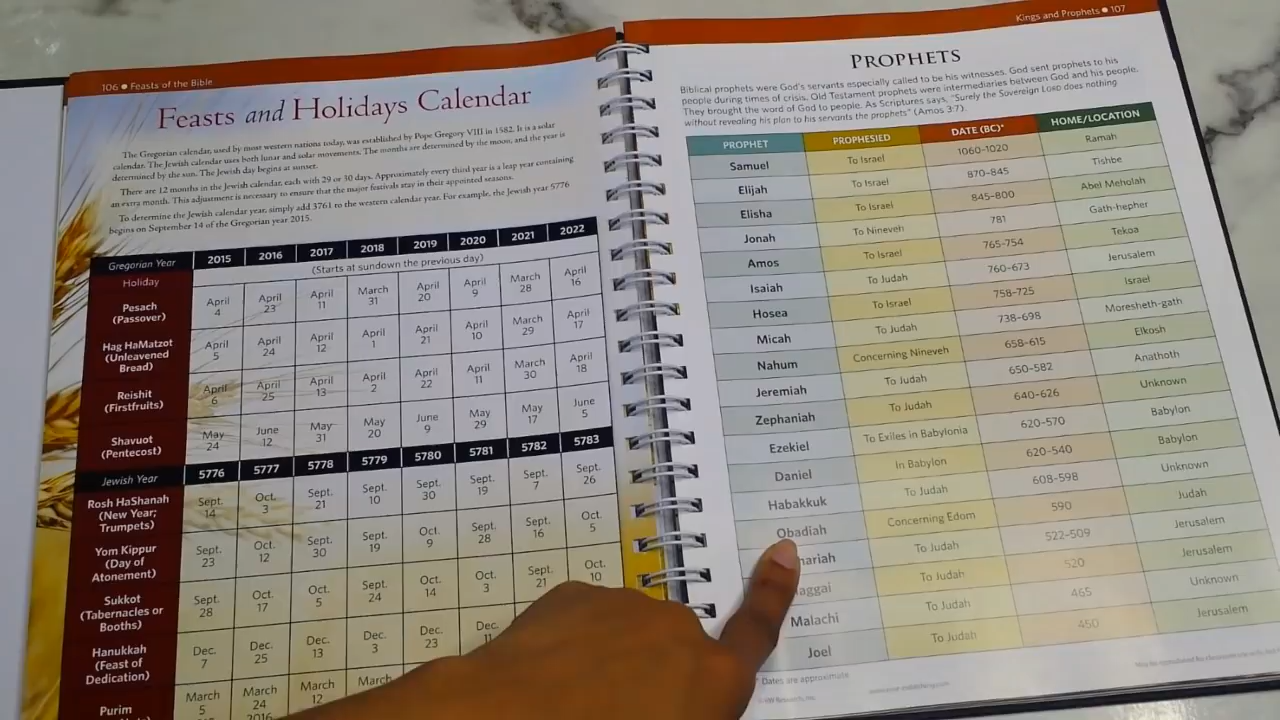 106 ● Feasts of the Bible
Feasts and Holidays Calendar
The Gregorian calendar, used by most western nations today, was established by Pope Gregory VIII in 1582. It is a solar
calendar. The Jewish calendar uses both lunar and solar movements. The months are determined by the moon, and the year is
determined by the sun. The Jewish day begins at sunset.
There are 12 months in the Jewish calendar, each with 29 or 30 days. Approximately every third year is a leap year containing
an extra month. This adjustment is necessary to ensure that the major festivals stay in their appointed seasons.
To determine the Jewish calendar year, simply add 3761 to the western calendar year. For example, the Jewish year 5776
begins on September 14 of the Gregorian year 2015.
Gregorian Year 2015 2016 2017 2018 2019 2020 2021 2022
Holiday (Starts at sundown the previous day)
Pesach (Passover) April 4 April 23 April 11 March 31 April 20 April 9 March 28 April 16
Hag HaMatzot (Unleavened Bread) April 5 April 24 April 12 April 1 April 21 April 10 March 29 April 17
Reishit (Firstfruits) April 6 April 25 April 13 April 2 April 22 April 11 March 30 April 18
Shavuot (Pentecost) May 24 June 12 May 31 May 20 June 9 May 29 May 17 June 5
Jewish Year 5776 5777 5778 5779 5780 5781 5782 5783
Rosh HaShanah (New Year; Trumpets) Sept. 14 Oct. 3 Sept. 21 Sept. 10 Sept. 30 Sept. 19 Sept. 7 Sept. 26
Yom Kippur (Day of Atonement) Sept. 23 Oct. 12 Sept. 30 Sept. 19 Oct. 9 Sept. 28 Sept. 16 Oct. 5
Sukkot (Tabernacles or Booths) Sept. 28 Oct. 17 Oct. 5 Sept. 24 Oct. 14 Oct. 3 Sept. 21 Oct. 10
Hanukkah (Feast of Dedication) Dec. 7 Dec. 25 Dec. 13 Dec. 3 Dec. 23 Dec. 11
Purim March 5 March 24 2016 March 12 March
Kings and Prophets ● 107
PROPHETS
Biblical prophets were God's servants especially called to be his witnesses. God sent prophets to his
people during times of crisis. Old Testament prophets were intermediaries between God and his people.
They brought the word of God to people. As Scriptures says, "Surely the Sovereign LORD does nothing
without revealing his plan to his servants the prophets" (Amos 3:7).
PROPHET PROPHESIED DATE (BC)* HOME/LOCATION
Samuel To Israel 1060-1020 Ramah
Elijah To Israel 870-845 Tishbe
Elisha To Israel 845-800 Abel Meholah
Jonah To Nineveh 781 Gath-hepher
Amos To Israel 765-754 Tekoa
Isaiah To Judah 760-673 Jerusalem
Hosea To Israel 758-725 Israel
Micah To Judah 738-698 Moresheth-gath
Nahum Concerning Nineveh 658-615 Elkosh
Jeremiah To Judah 650-582 Anathoth
Zephaniah To Judah 640-626 Unknown
Ezekiel To Exiles in Babylonia 620-570 Babylon
Daniel In Babylon 620-540 Babylon
Habakkuk To Judah 608-598 Unknown
Obadiah Concerning Edom 590 Judah
hariah To Judah 522-509 Jerusalem
aggai To Judah 520 Jerusalem
Malachi To Judah 465 Unknown
Joel To Judah 450 Jerusalem
* Dates are approximate